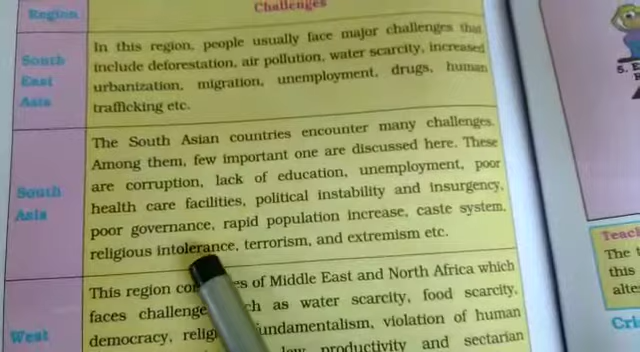 Region
Challenges
South
East
Asia
In this region, people usually face major challenges that
include deforestation, air pollution, water scarcity, increased
urbanization, migration, unemployment, drugs, human
trafficking etc.
South
Asia
The South Asian countries encounter many challenges.
Among them, few important one are discussed here. These
are corruption, lack of education, unemployment, poor
health care facilities, political instability and insurgency,
poor governance, rapid population increase, caste system,
religious intolerance, terrorism, and extremism etc.
West
This region of Middle East and North Africa which
faces as water scarcity, food scarcity,
democracy, violation of human
productivity and sectarian
5.
The
this